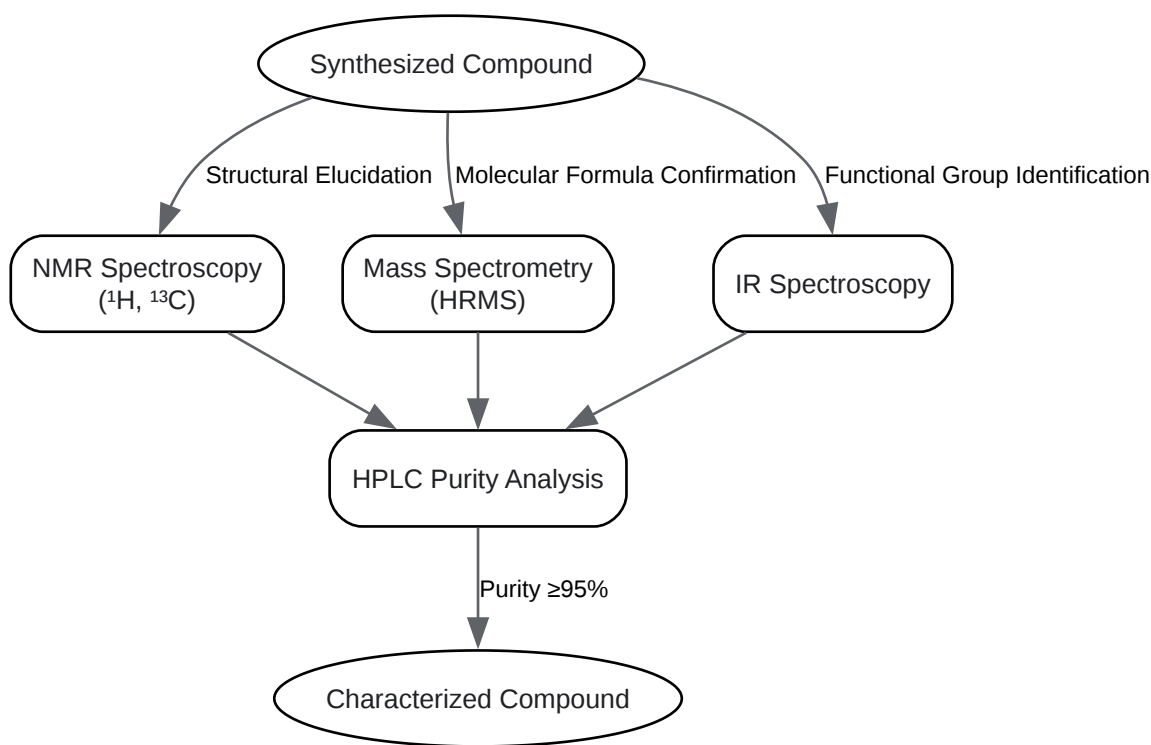 Synthesized Compound
Structural Elucidation
Molecular Formula Confirmation
Functional Group Identification
NMR Spectroscopy
(¹H, ¹³C)
Mass Spectrometry
(HRMS)
IR Spectroscopy
HPLC Purity Analysis
Purity ≥95%
Characterized Compound